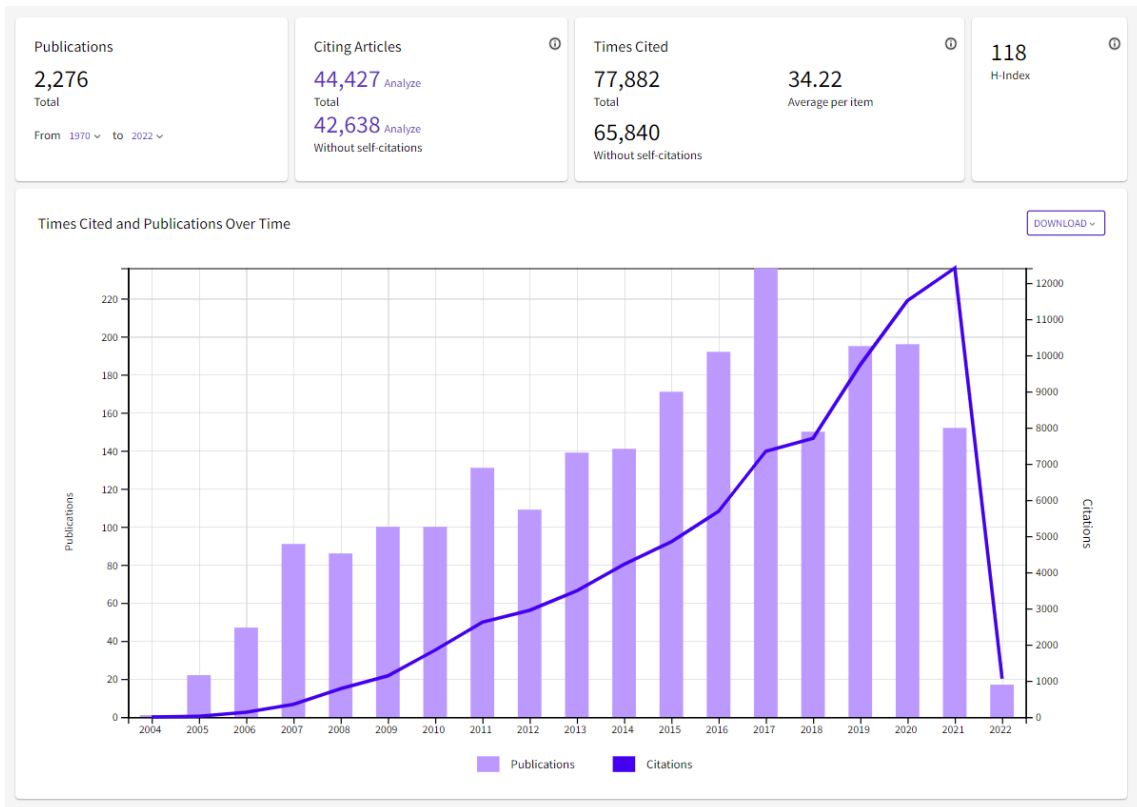 Publications
2,276
Total
From 1970 to 2022
Citing Articles
44,427 Analyze
Total
42,638 Analyze
Without self-citations
Times Cited
77,882
Total
65,840
Without self-citations
34.22
Average per item
118
H-Index
Times Cited and Publications Over Time
DOWNLOAD
Publications
220
200
180
160
140
120
100
80
60
40
20
0
12000
11000
10000
9000
8000
7000
6000
5000
4000
3000
2000
1000
0
Citations
2004 2005 2006 2007 2008 2009 2010 2011 2012 2013 2014 2015 2016 2017 2018 2019 2020 2021 2022
Publications Citations